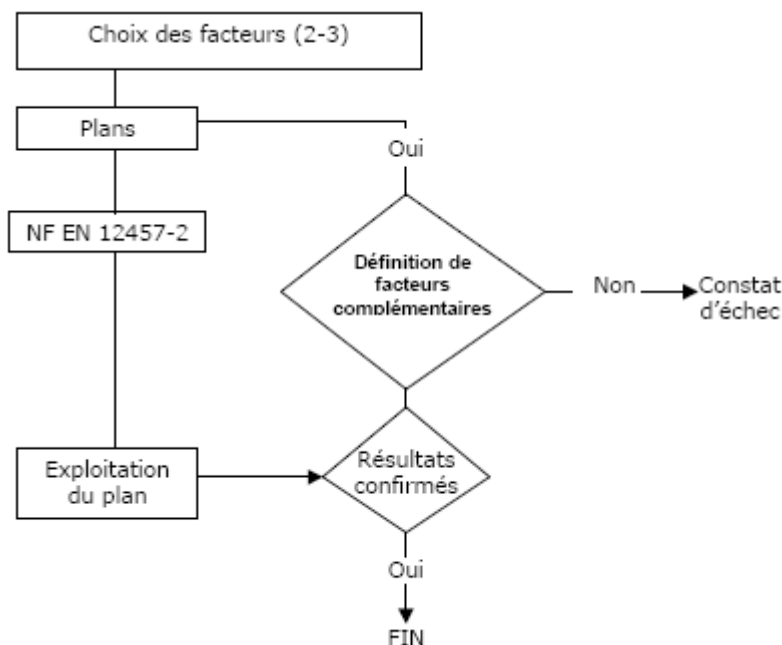 Choix des facteurs (2-3)
Plans
Oui
NF EN 12457-2
Définition de
facteurs
complémentaires
Non
Constat
d'échec
Exploitation
du plan
Résultats
confirmés
Oui
FIN